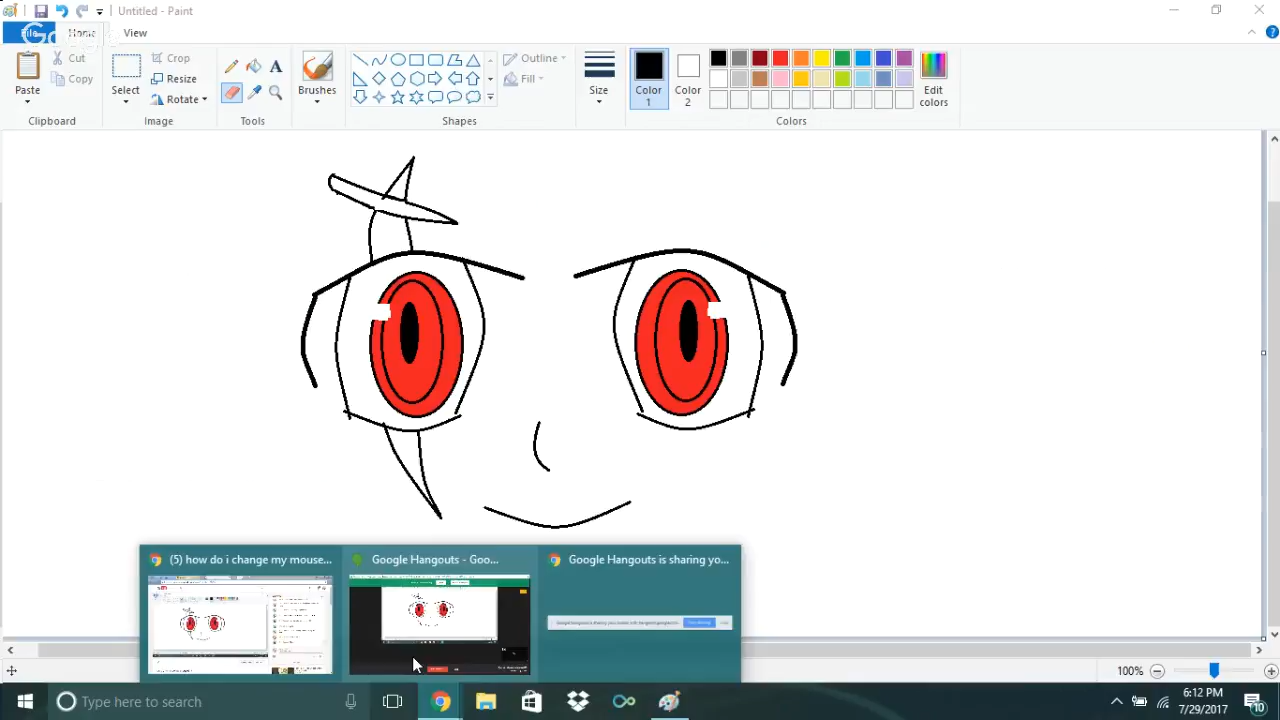 Untitled - Paint
File
Home
View
Paste
Cut
Copy
Clipboard
Select
Crop
Resize
Rotate
Image
Tools
Brushes
Shapes
Outline
Fill
Size
Color
1
Color
2
Edit
colors
Colors
(5) how do i change my mouse...
Google Hangouts - Goo...
Google Hangouts is sharing yo...
100%
Type here to search
6:12 PM
7/29/2017
10